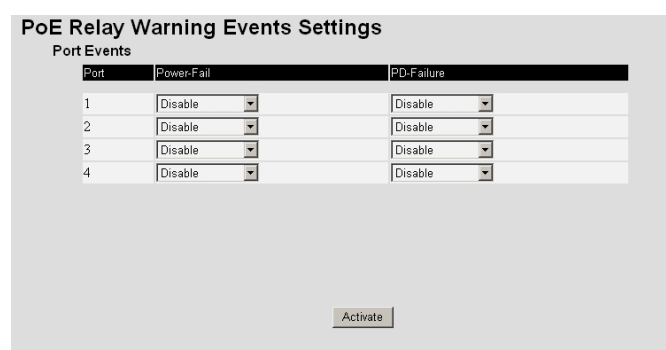 PoE Relay Warning Events Settings
Port Events
Port Power-Fail PD-Failure
1 Disable Disable
2 Disable Disable
3 Disable Disable
4 Disable Disable
Activate